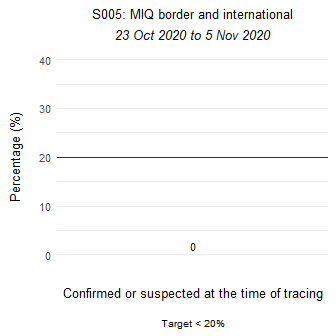 S005: MIQ border and international
23 Oct 2020 to 5 Nov 2020
40
30
20
10
0
Percentage (%)
0
Confirmed or suspected at the time of tracing
Target < 20%